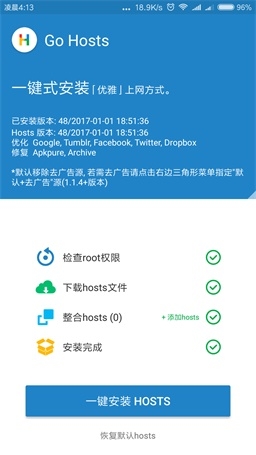 凌晨4:13
... 18.9K/s
96%
Go Hosts
一键式安装「优雅」上网方式。
已安装版本: 48/2017-01-01 18:51:36
Hosts 版本: 48/2017-01-01 18:51:36
优化 Google, Tumblr, Facebook, Twitter, Dropbox
修复 Apkpure, Archive
*默认移除去广告源, 若需去广告请点击右边三角形菜单指定“默
认+去广告”源(1.1.4+版本)
检查root权限
下载hosts文件
整合hosts (0)
+ 添加hosts
安装完成
一键安装 HOSTS
恢复默认hosts